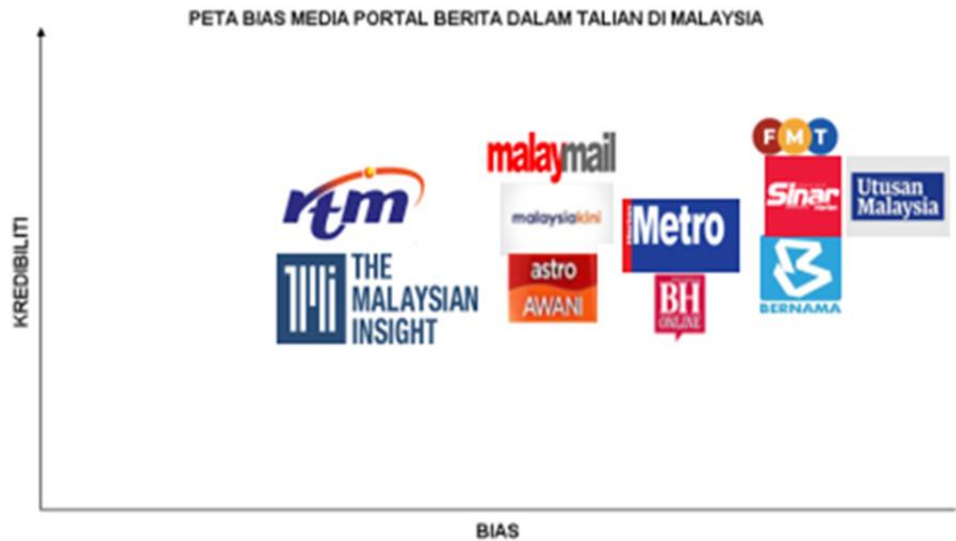 PETA BIAS MEDIA PORTAL BERITA DALAM TALIAN DI MALAYSIA
KREDIBILITI
rtm
THE
MALAYSIAN
INSIGHT
malaymail
malaysiakini
astro
AWANI
Metro
BH
ONLINE
FMT
Sinar
BERNAMA
Utusan
Malaysia
BIAS